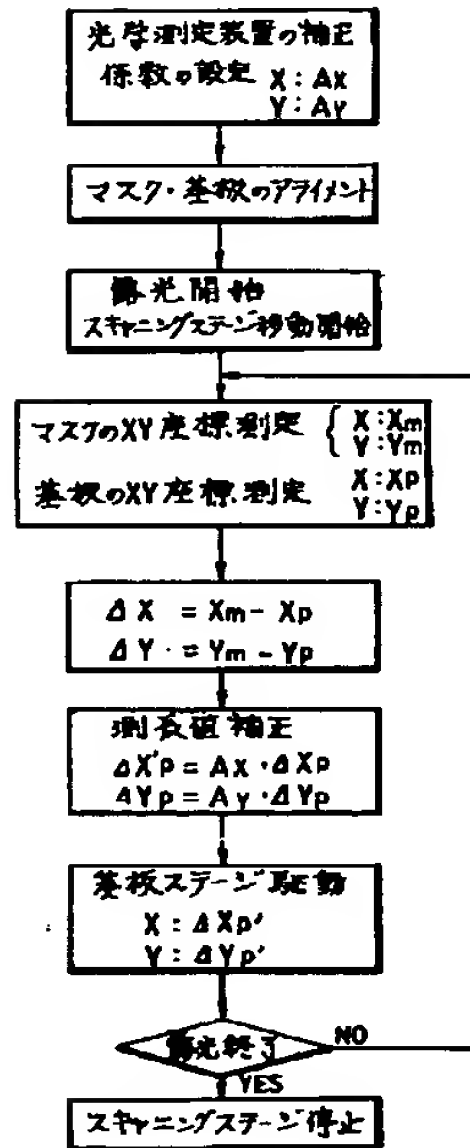 光学測定装置の補正
係数の設定 X : Ax
Y : Ay
マスク・基板のアライメント
露光開始
スキャニングステージ移動開始
マスクのXY座標測定 { X : Xm
Y : Ym
基板のXY座標測定 X : Xp
Y : Yp
ΔX = Xm - Xp
ΔY = Ym - Yp
測長値補正
ΔX'p = Ax・ΔXp
ΔYp = Ay・ΔYp
基板ステージ駆動
X : ΔXp'
Y : ΔYp'
露光終了 NO
YES
スキャニングステージ停止